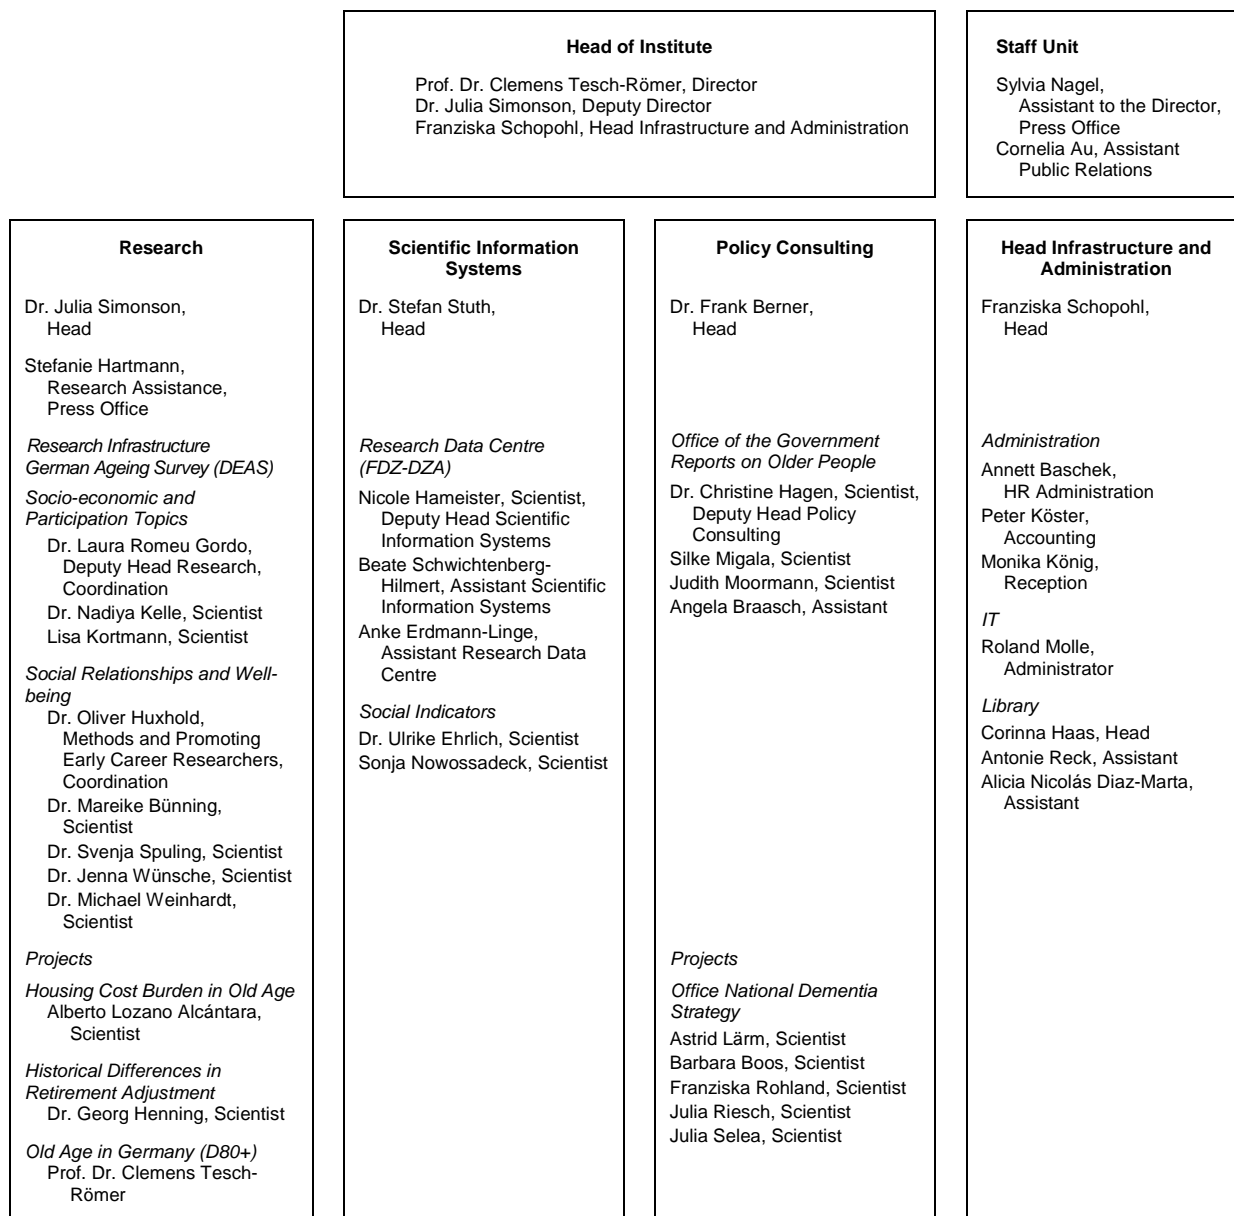 Head of Institute
Prof. Dr. Clemens Tesch-Römer, Director
Dr. Julia Simonson, Deputy Director
Franziska Schopohl, Head Infrastructure and Administration
Staff Unit
Sylvia Nagel,
Assistant to the Director,
Press Office
Cornelia Au, Assistant
Public Relations
Research
Dr. Julia Simonson,
Head
Stefanie Hartmann,
Research Assistance,
Press Office
Research Infrastructure
German Ageing Survey (DEAS)
Socio-economic and
Participation Topics
Dr. Laura Romeu Gordo,
Deputy Head Research,
Coordination
Dr. Nadiya Kelle, Scientist
Lisa Kortmann, Scientist
Social Relationships and Well-
being
Dr. Oliver Huxhold,
Methods and Promoting
Early Career Researchers,
Coordination
Dr. Mareike Bünning,
Scientist
Dr. Svenja Spuling, Scientist
Dr. Jenna Wünsche, Scientist
Dr. Michael Weinhardt,
Scientist
Projects
Housing Cost Burden in Old Age
Alberto Lozano Alcántara,
Scientist
Historical Differences in
Retirement Adjustment
Dr. Georg Henning, Scientist
Old Age in Germany (D80+)
Prof. Dr. Clemens Tesch-
Römer
Scientific Information
Systems
Dr. Stefan Stuth,
Head
Research Data Centre
(FDZ-DZA)
Nicole Hameister, Scientist,
Deputy Head Scientific
Information Systems
Beate Schwichtenberg-
Hilmert, Assistant Scientific
Information Systems
Anke Erdmann-Linge,
Assistant Research Data
Centre
Social Indicators
Dr. Ulrike Ehrlich, Scientist
Sonja Nowossadeck, Scientist
Policy Consulting
Dr. Frank Berner,
Head
Office of the Government
Reports on Older People
Dr. Christine Hagen, Scientist,
Deputy Head Policy
Consulting
Silke Migala, Scientist
Judith Moormann, Scientist
Angela Braasch, Assistant
Projects
Office National Dementia
Strategy
Astrid Lärm, Scientist
Barbara Boos, Scientist
Franziska Rohland, Scientist
Julia Riesch, Scientist
Julia Selea, Scientist
Head Infrastructure and
Administration
Franziska Schopohl,
Head
Administration
Annett Baschek,
HR Administration
Peter Köster,
Accounting
Monika König,
Reception
IT
Roland Molle,
Administrator
Library
Corinna Haas, Head
Antonie Reck, Assistant
Alicia Nicolás Diaz-Marta,
Assistant